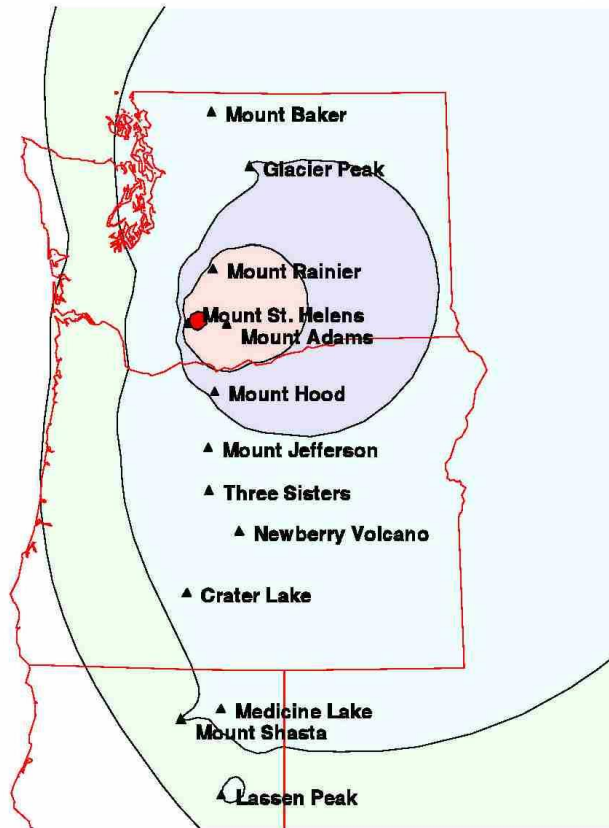 Mount Baker
Glacier Peak
Mount Rainier
Mount St. Helens
Mount Adams
Mount Hood
Mount Jefferson
Three Sisters
Newberry Volcano
Crater Lake
Medicine Lake
Mount Shasta
Lassen Peak